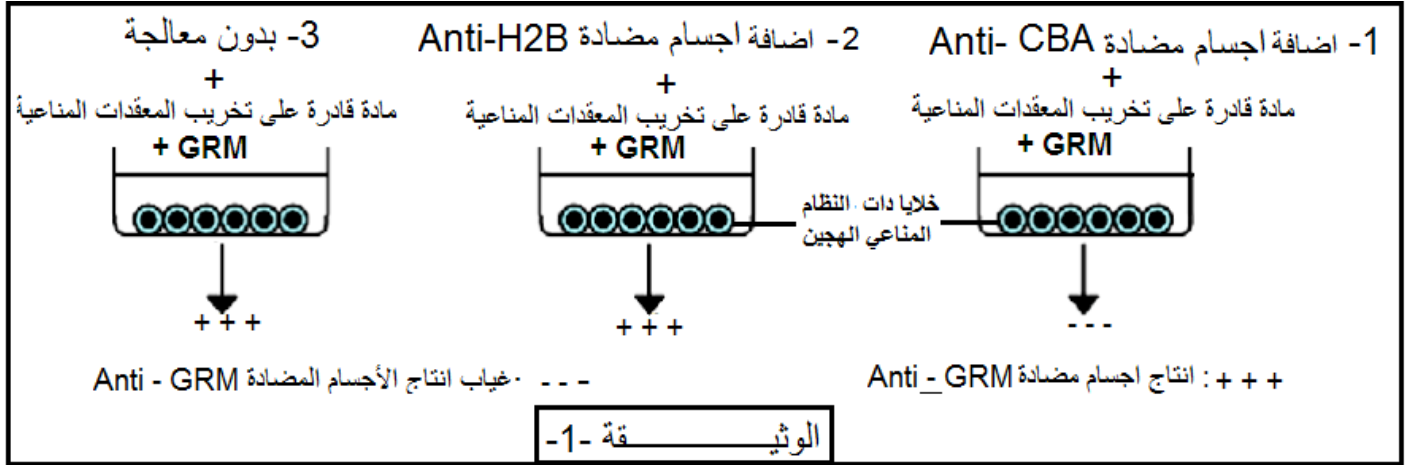 1- اضافة اجسام مضادة Anti- CBA
+
مادة قادرة على تخريب المعقدات المناعية
+ GRM
2- اضافة اجسام مضادة Anti-H2B
+
مادة قادرة على تخريب المعقدات المناعية
+ GRM
3- بدون معالجة
+
مادة قادرة على تخريب المعقدات المناعية
+ GRM
خلايا دات النظام
المناعي الهجين
- - -
+ + +
+ + +
+ + + : انتاج اجسام مضادة Anti - GRM
- - - غياب انتاج الأجسام المضادة Anti - GRM
الوثيـــــــــقة -1-